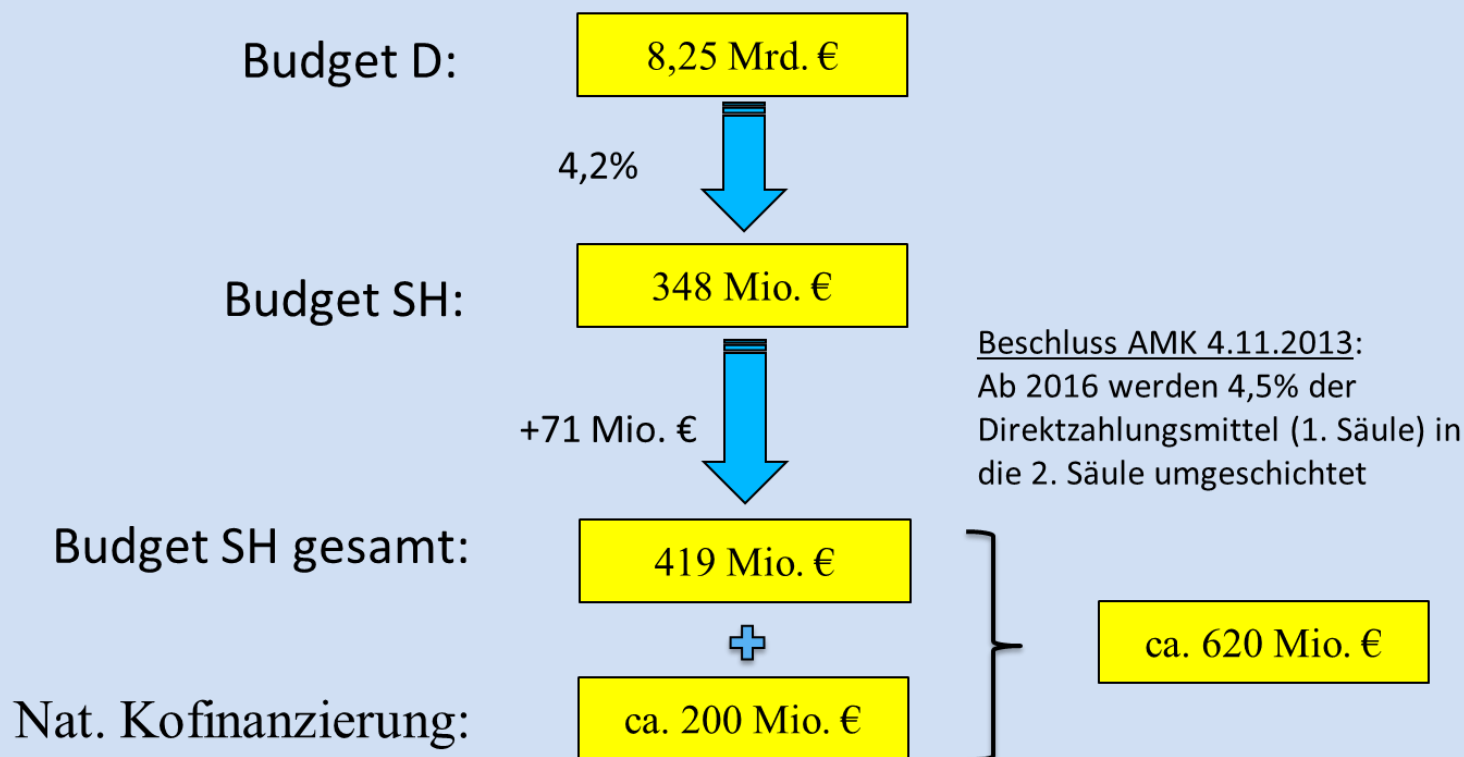 Budget D:
8,25 Mrd. €
4,2%
Budget SH:
348 Mio. €
Beschluss AMK 4.11.2013:
Ab 2016 werden 4,5% der
Direktzahlungsmittel (1. Säule) in
die 2. Säule umgeschichtet
+71 Mio. €
Budget SH gesamt:
419 Mio. €
ca. 620 Mio. €
Nat. Kofinanzierung:
ca. 200 Mio. €